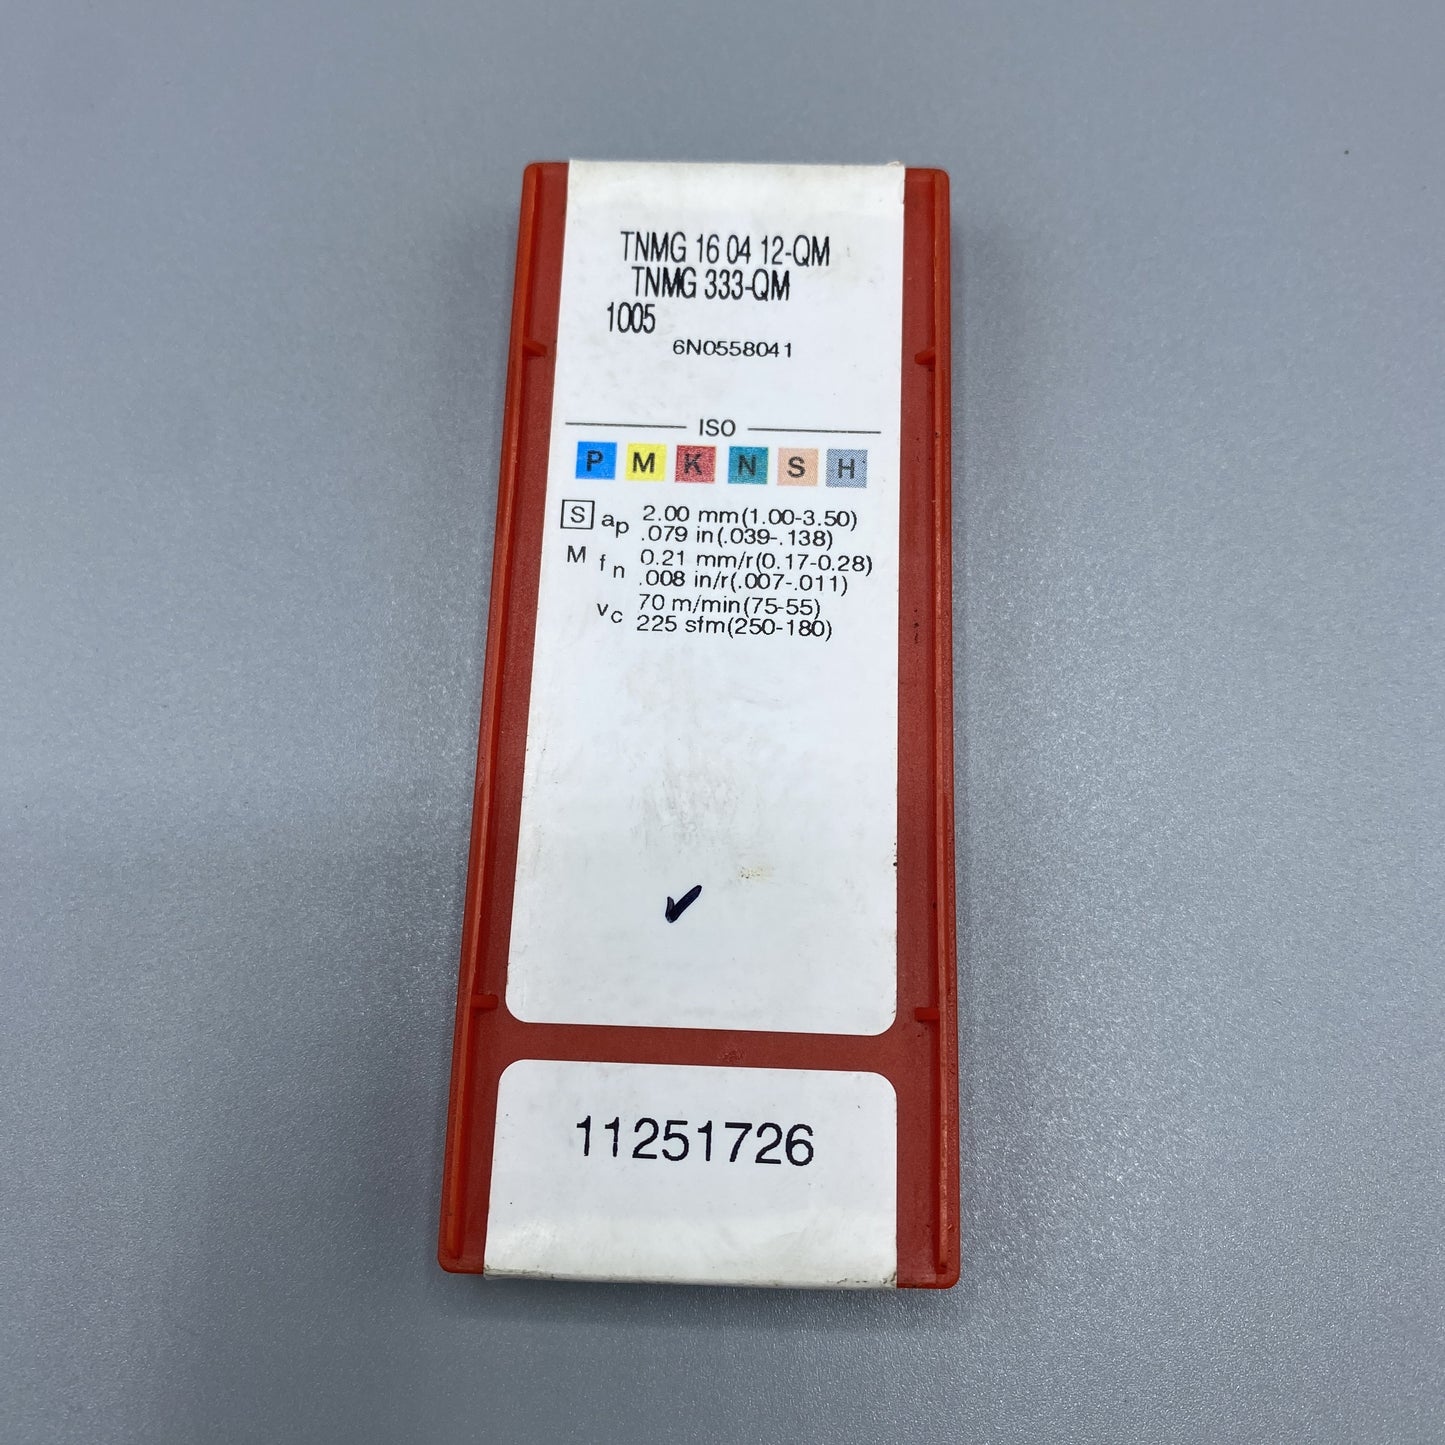 TNMG 16 04 12-QM
TNMG 333-QM
1005
6N0558041
ISO
P M K N S H
S ap 2.00 mm(1.00-3.50)
.079 in(.039-.138)
M fn 0.21 mm/r(0.17-0.28)
.008 in/r(.007-.011)
vc 70 m/min(75-55)
225 sfm(250-180)
11251726